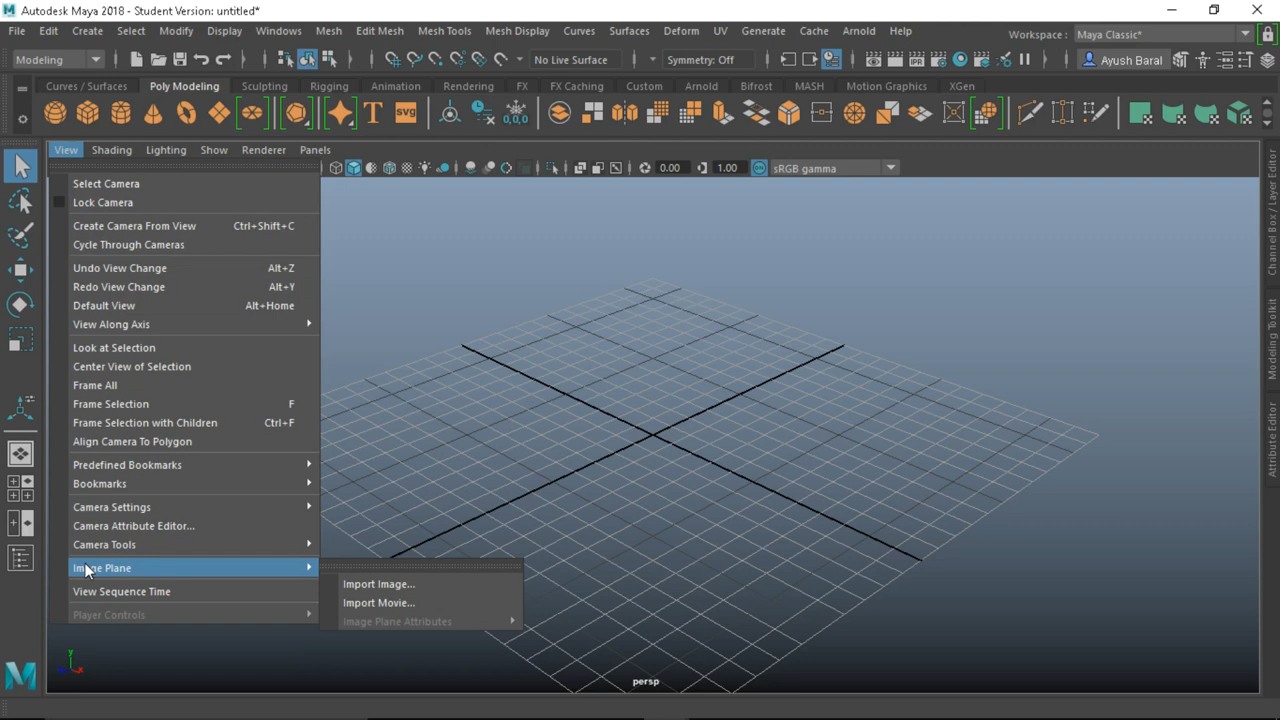 Autodesk Maya 2018 - Student Version: untitled*
File Edit Create Select Modify Display Windows Mesh Edit Mesh Mesh Tools Mesh Display Curves Surfaces Deform UV Generate Cache Arnold Help Workspace : Maya Classic*
Modeling No Live Surface Symmetry: Off IPR Ayush Baral
Curves / Surfaces Poly Modeling Sculpting Rigging Animation Rendering FX FX Caching Custom Arnold Bifrost MASH Motion Graphics XGen
T svg 0,0,0
View Shading Lighting Show Renderer Panels
0.00 1.00 sRGB gamma
Select Camera
Lock Camera
Create Camera From View Ctrl+Shift+C
Cycle Through Cameras
Undo View Change Alt+Z
Redo View Change Alt+Y
Default View Alt+Home
View Along Axis
Look at Selection
Center View of Selection
Frame All
Frame Selection F
Frame Selection with Children Ctrl+F
Align Camera To Polygon
Predefined Bookmarks
Bookmarks
Camera Settings
Camera Attribute Editor...
Camera Tools
Image Plane
View Sequence Time
Player Controls
Import Image...
Import Movie...
Image Plane Attributes
persp
y
x
Channel Box / Layer Editor
Modeling Toolkit
Attribute Editor